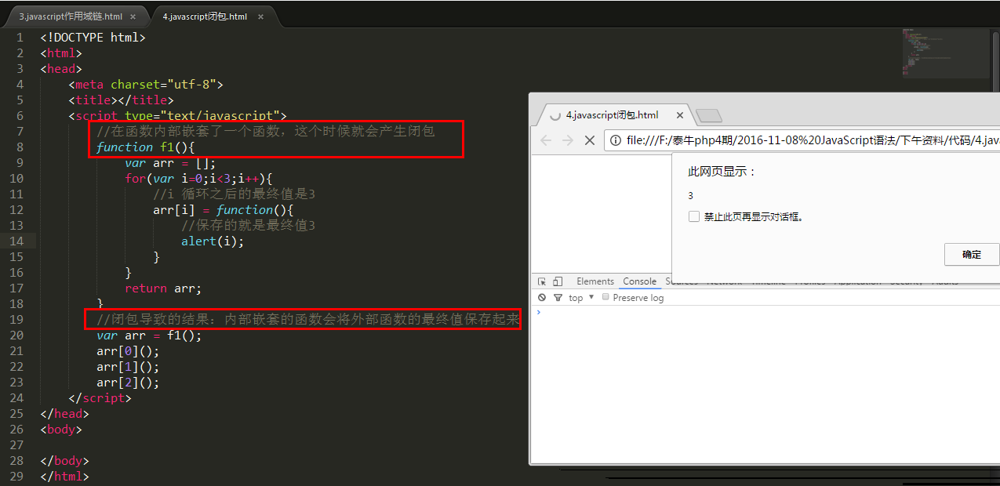 3.javascript作用域链.html ×
4.javascript闭包.html ×
1 <!DOCTYPE html>
2 <html>
3 <head>
4 <meta charset="utf-8">
5 <title></title>
6 <script type="text/javascript">
7 //在函数内部嵌套了一个函数，这个时候就会产生闭包
8 function f1(){
9 var arr = [];
10 for(var i=0;i<3;i++){
11 //i 循环之后的最终值是3
12 arr[i] = function(){
13 //保存的就是最终值3
14 alert(i);
15 }
16 }
17 return arr;
18 }
19 //闭包导致的结果：内部嵌套的函数会将外部函数的最终值保存起来
20 var arr = f1();
21 arr[0]();
22 arr[1]();
23 arr[2]();
24 </script>
25 </head>
26 <body>
27
28 </body>
29 </html>
4.javascript闭包.html ×
file:///F:/泰牛php4期/2016-11-08%20JavaScript语法/下午资料/代码/4.java
此网页显示：
3
禁止此页再显示对话框。
确定
Elements Console Sources Network Timeline Profiles Application Security Audits
top ▼ Preserve log
>